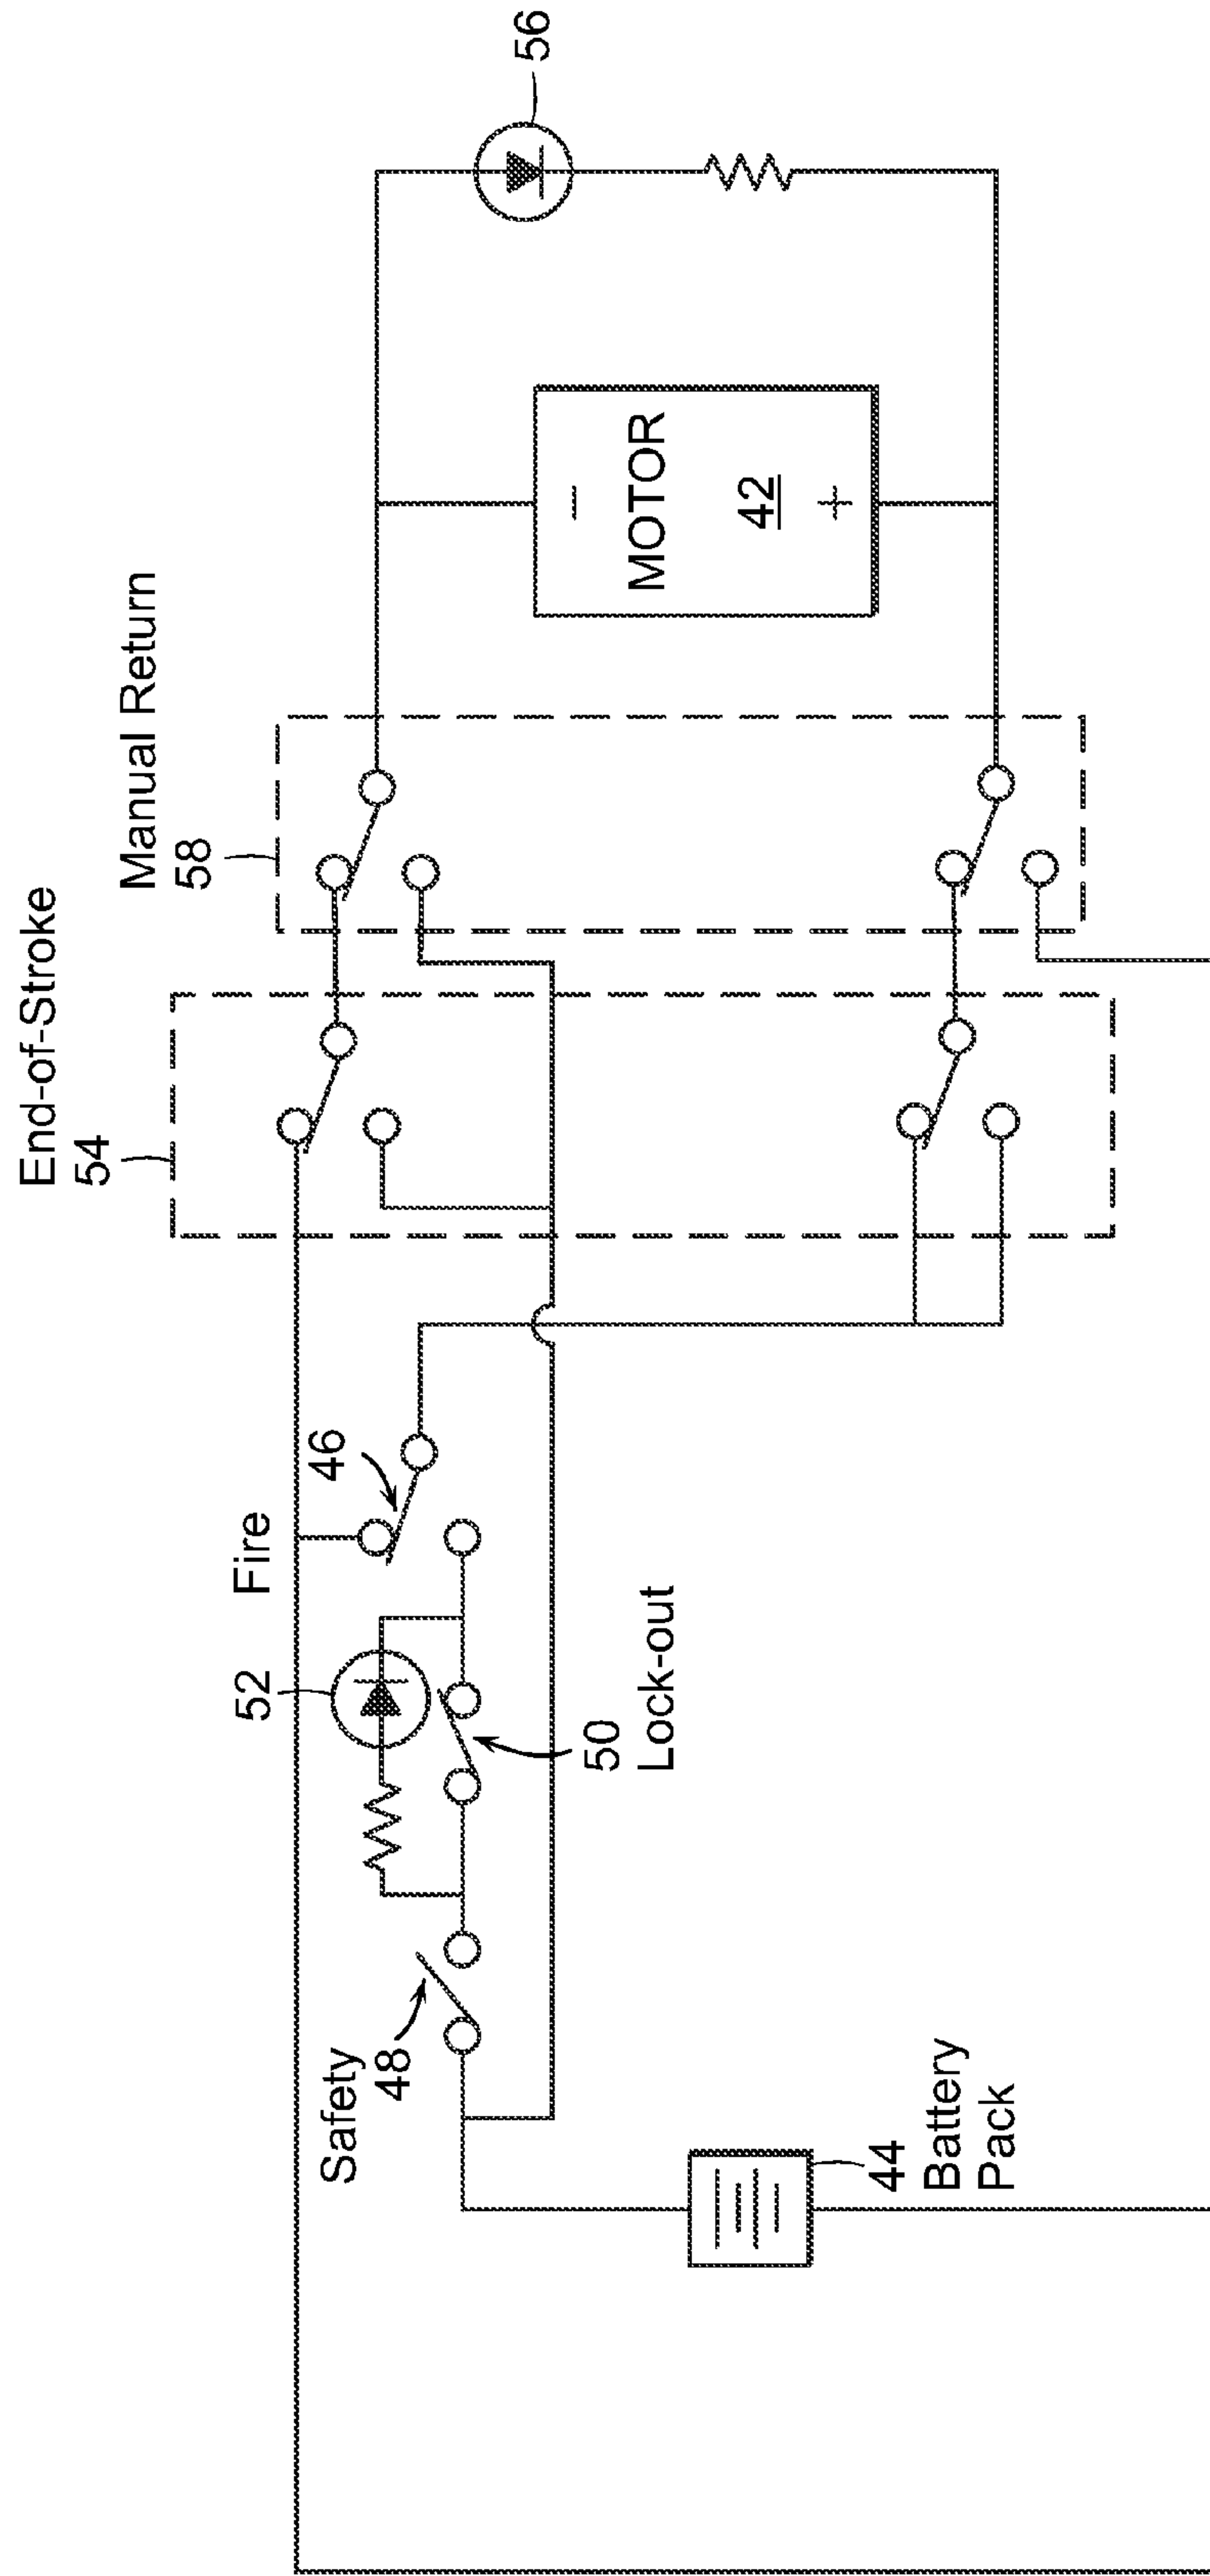 End-of-Stroke
54
Manual Return
58
56
Fire
46
52
50
Lock-out
Safety
48
44
Battery
Pack
−
MOTOR
42
+